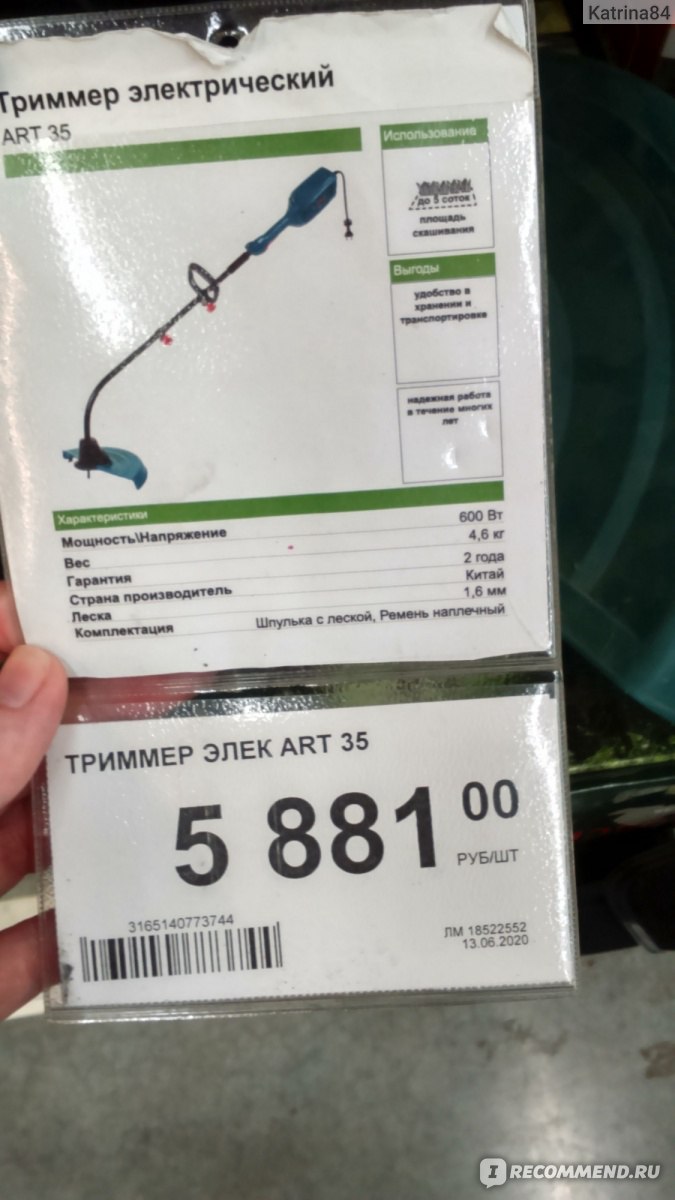 Katrina84
Триммер электрический
ART 35
Использование
до 5 соток
площадь
скашивания
Выгоды
удобство в
хранении и
транспортировке
надежная работа
в течение многих
лет
Характеристики
Мощность\Напряжение 600 Вт
Вес 4,6 кг
Гарантия 2 года
Страна производитель Китай
Леска 1,6 мм
Комплектация Шпулька с леской, Ремень наплечный
ТРИММЕР ЭЛЕК ART 35
5 881 00
РУБ/ШТ
3165140773744
ЛМ 18522552
13.06.2020
IRECOMMEND.RU